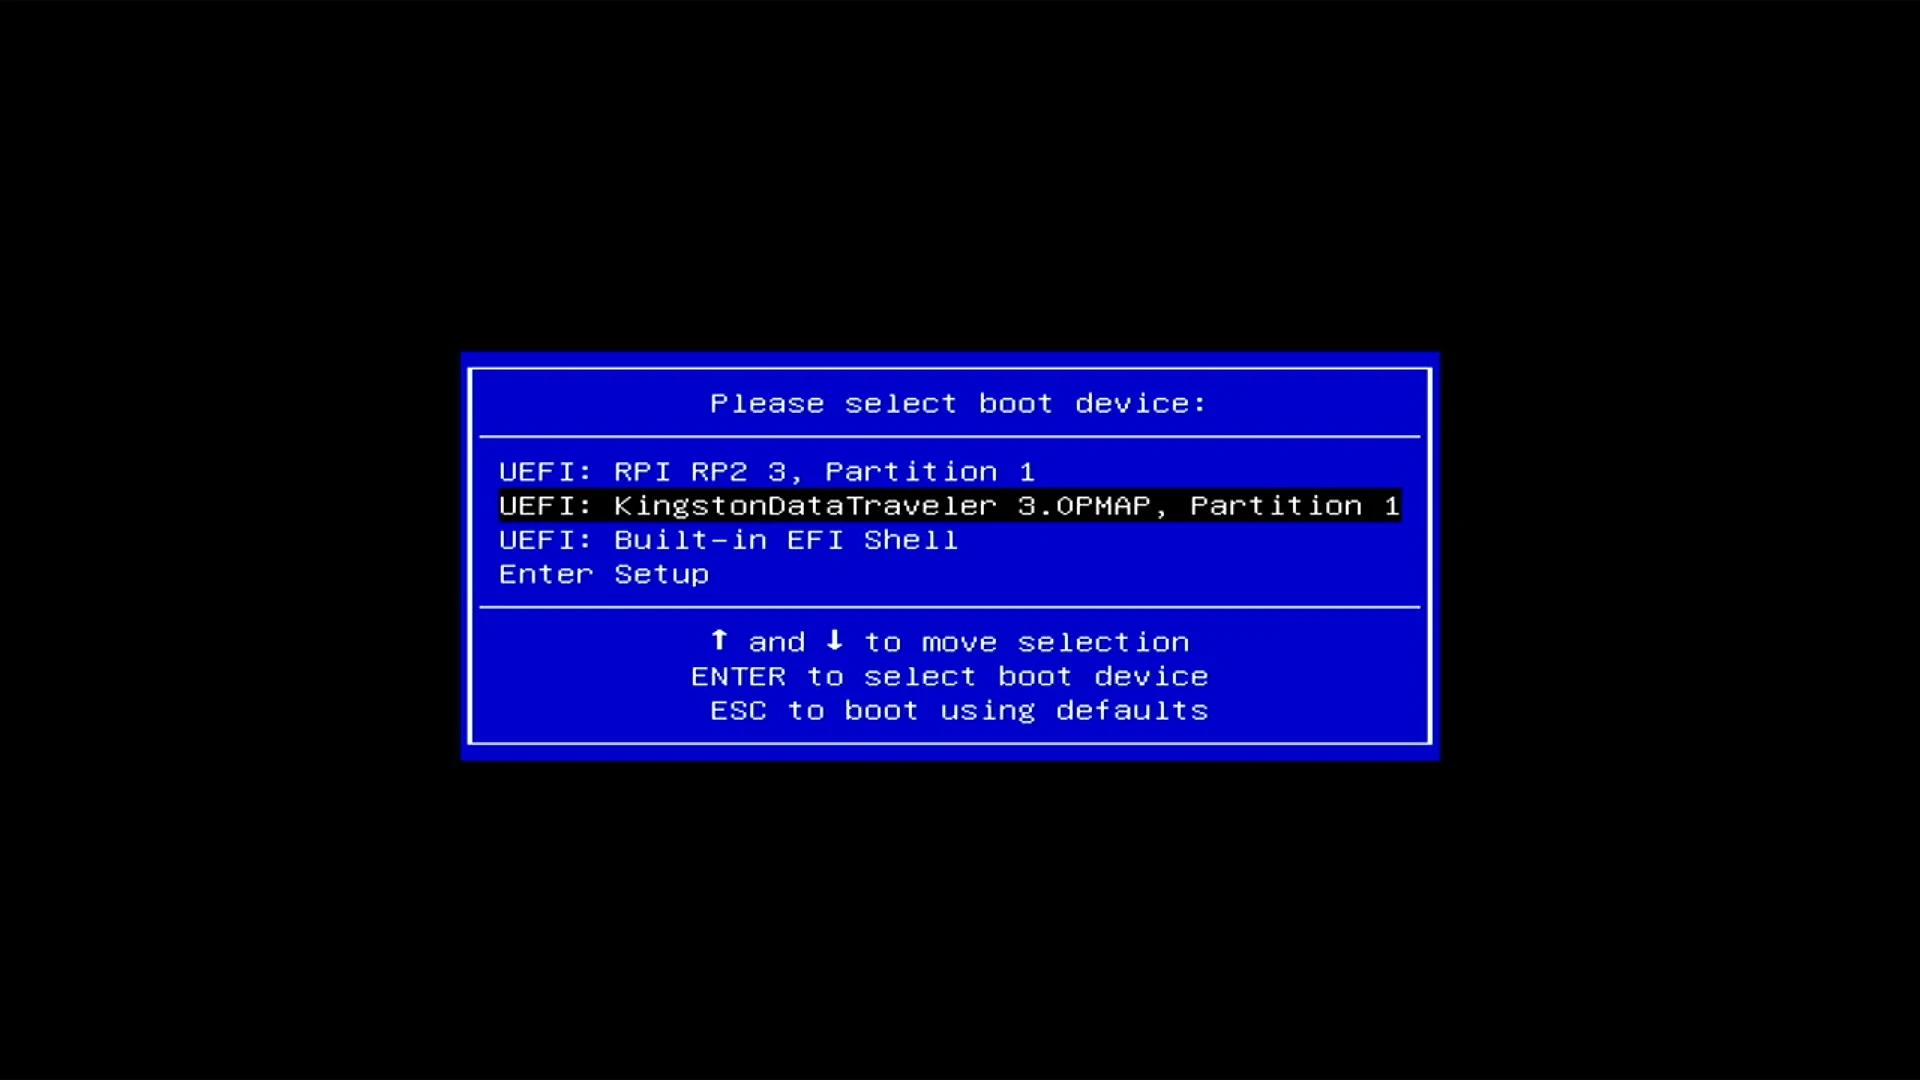 Please select boot device:
UEFI: RPI RP2 3, Partition 1
UEFI: KingstonDataTraveler 3.0PMAP, Partition 1
UEFI: Built-in EFI Shell
Enter Setup
↑ and ↓ to move selection
ENTER to select boot device
ESC to boot using defaults